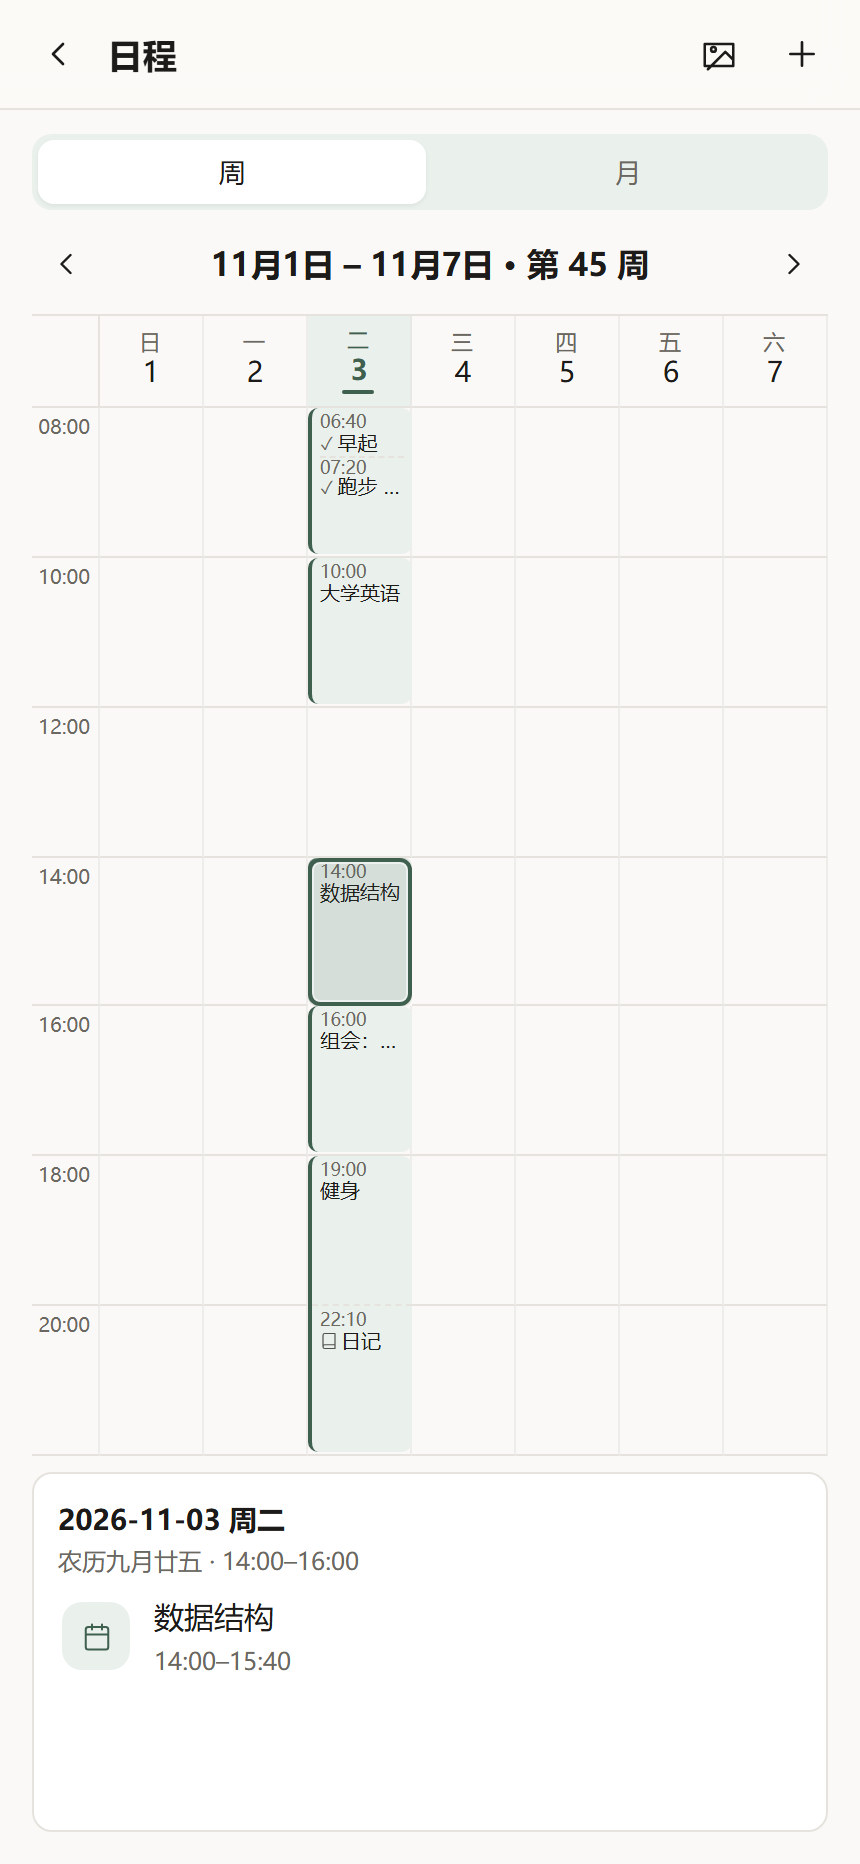 日程
周
月
11月1日 – 11月7日 • 第 45 周
日 一 二 三 四 五 六
1 2 3 4 5 6 7
08:00
06:40
✓ 早起
07:20
✓ 跑步 ...
10:00
10:00
大学英语
12:00
14:00
14:00
数据结构
16:00
16:00
组会：...
18:00
19:00
健身
20:00
22:10
日记
2026-11-03 周二
农历九月廿五 · 14:00–16:00
数据结构
14:00–15:40